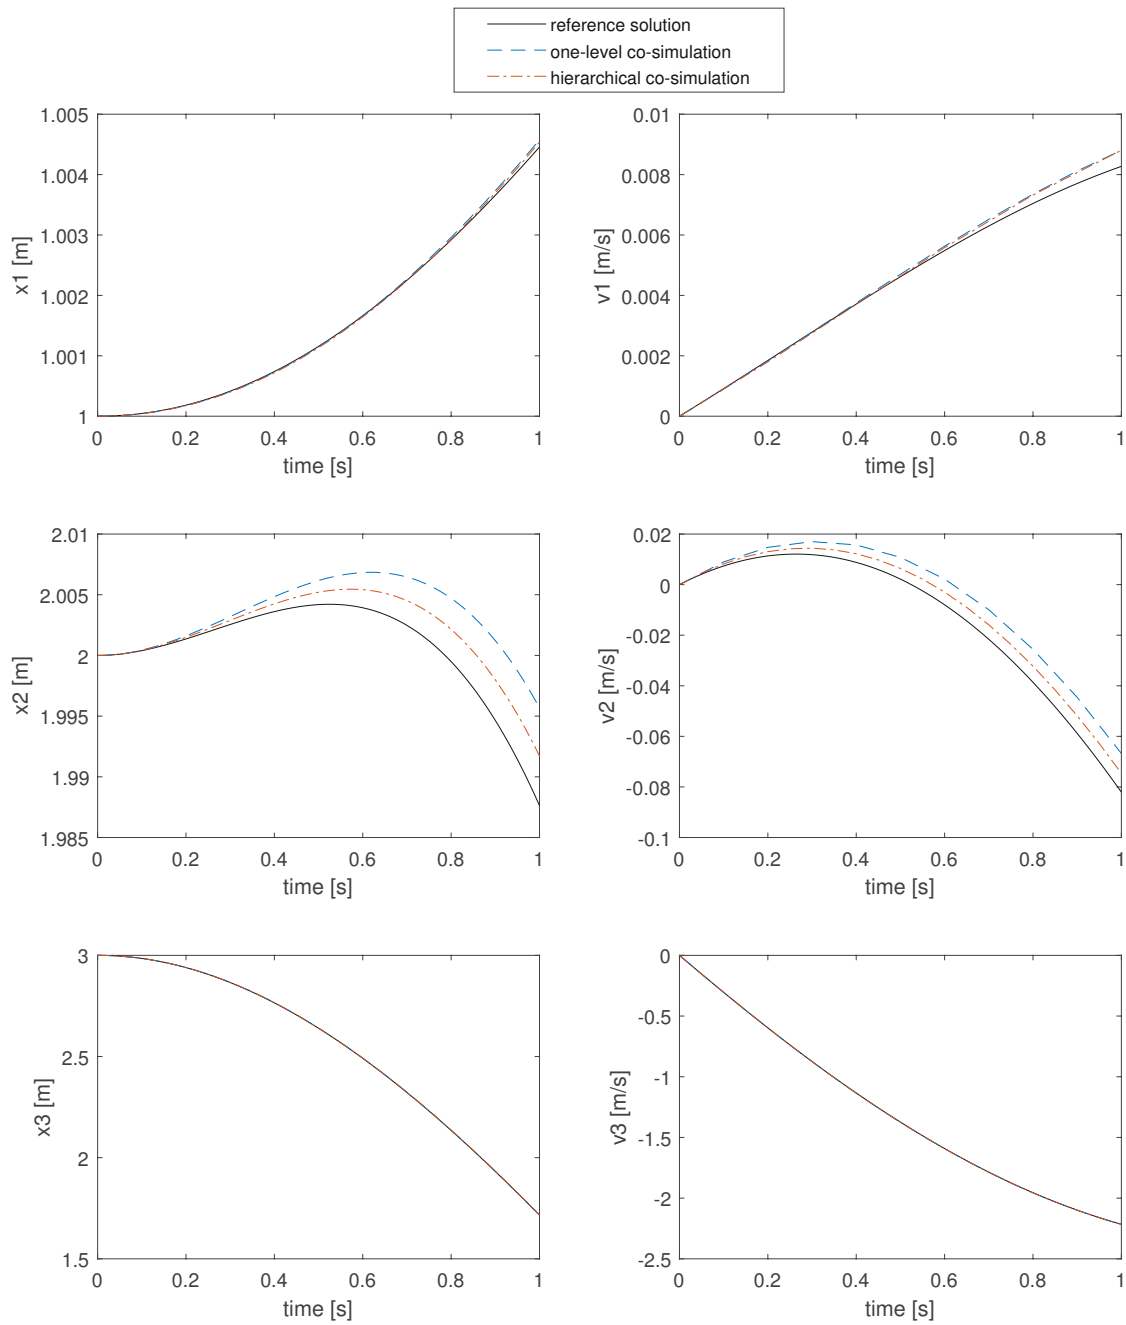 reference solution
one-level co-simulation
hierarchical co-simulation
1.005
1.004
1.003
1.002
1.001
1
x1 [m]
0 0.2 0.4 0.6 0.8 1
time [s]
0.01
0.008
0.006
0.004
0.002
0
v1 [m/s]
0 0.2 0.4 0.6 0.8 1
time [s]
2.01
2.005
2
1.995
1.99
1.985
x2 [m]
0 0.2 0.4 0.6 0.8 1
time [s]
0.02
0
-0.02
-0.04
-0.06
-0.08
-0.1
v2 [m/s]
0 0.2 0.4 0.6 0.8 1
time [s]
3
2.5
2
1.5
x3 [m]
0 0.2 0.4 0.6 0.8 1
time [s]
0
-0.5
-1
-1.5
-2
-2.5
v3 [m/s]
0 0.2 0.4 0.6 0.8 1
time [s]